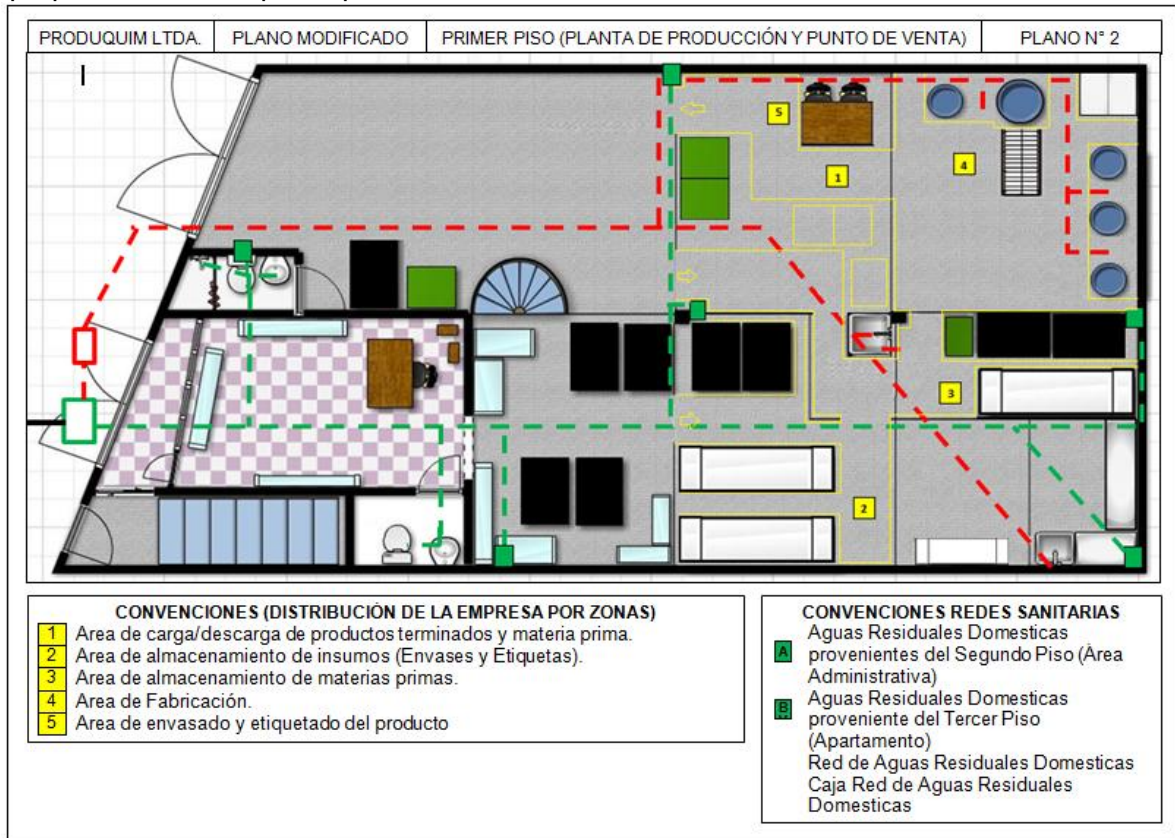 PRODUQUIM LTDA.
PLANO MODIFICADO
PRIMER PISO (PLANTA DE PRODUCCIÓN Y PUNTO DE VENTA)
PLANO N° 2
5
1
4
3
2
CONVENCIONES (DISTRIBUCIÓN DE LA EMPRESA POR ZONAS)
1 Area de carga/descarga de productos terminados y materia prima.
2 Area de almacenamiento de insumos (Envases y Etiquetas).
3 Area de almacenamiento de materias primas.
4 Area de Fabricación.
5 Area de envasado y etiquetado del producto
CONVENCIONES REDES SANITARIAS
Aguas Residuales Domesticas
A provenientes del Segundo Piso (Área
Administrativa)
Aguas Residuales Domesticas
B proveniente del Tercer Piso
(Apartamento)
Red de Aguas Residuales Domesticas
Caja Red de Aguas Residuales
Domesticas